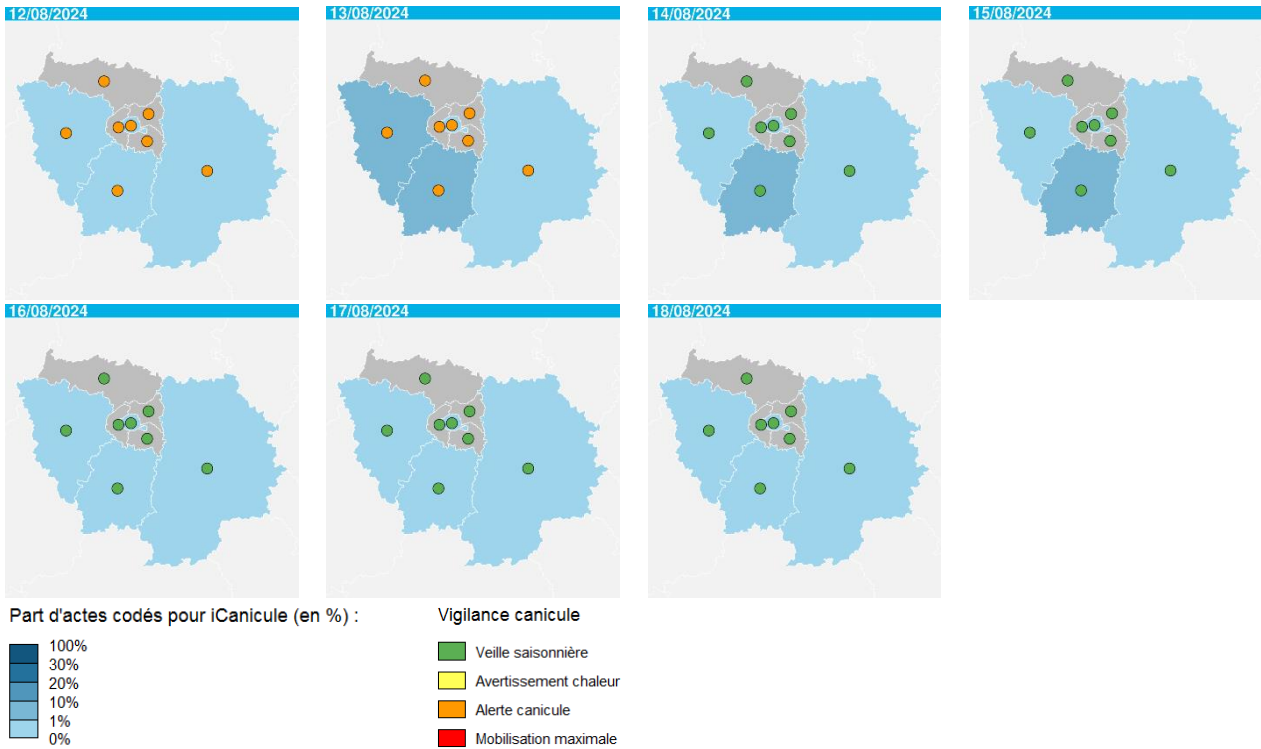 12/08/2024
13/08/2024
14/08/2024
15/08/2024
16/08/2024
17/08/2024
18/08/2024
Part d'actes codés pour iCanicule (en %) :
100%
30%
20%
10%
1%
0%
Vigilance canicule
Veille saisonnière
Avertissement chaleur
Alerte canicule
Mobilisation maximale